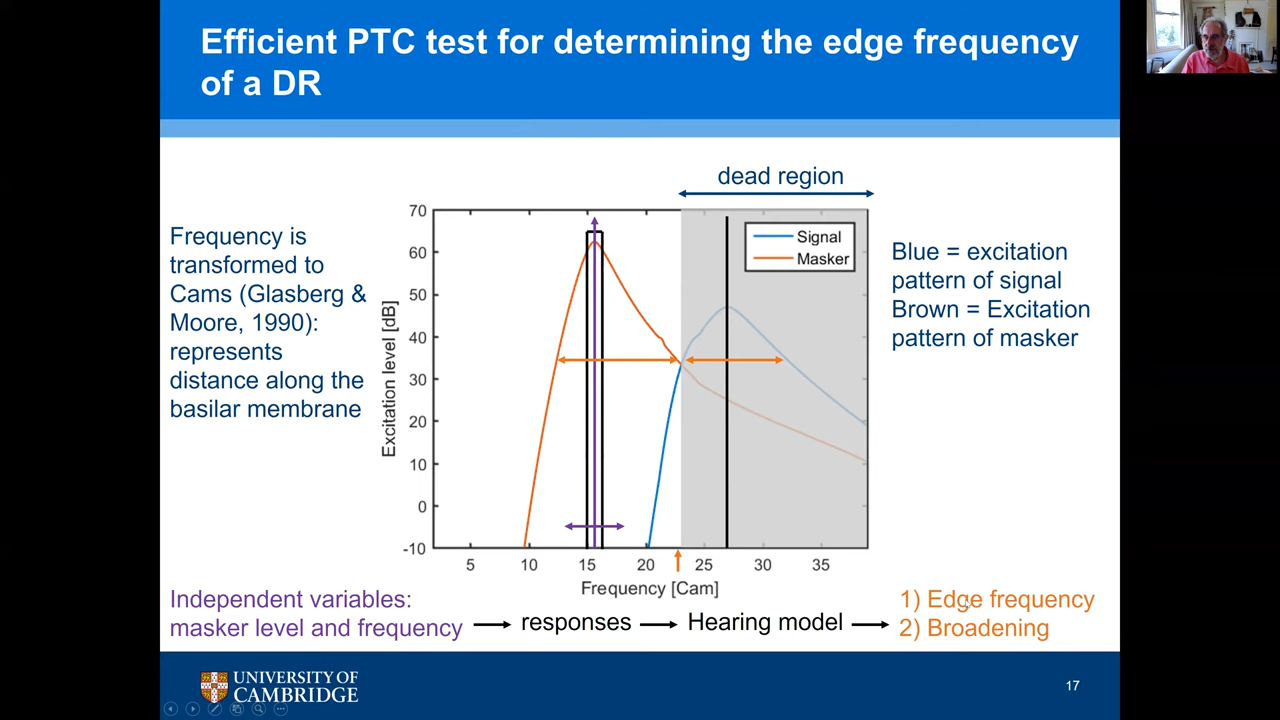 Efficient PTC test for determining the edge frequency
of a DR
dead region
Frequency is
transformed to
Cams (Glasberg &
Moore, 1990):
represents
distance along the
basilar membrane
Excitation level [dB]
70
60
50
40
30
20
10
0
-10
Signal
Masker
5
10
15
20
25
30
35
Frequency [Cam]
Blue = excitation
pattern of signal
Brown = Excitation
pattern of masker
Independent variables:
masker level and frequency
responses
Hearing model
1) Edge frequency
2) Broadening
UNIVERSITY OF
CAMBRIDGE
17